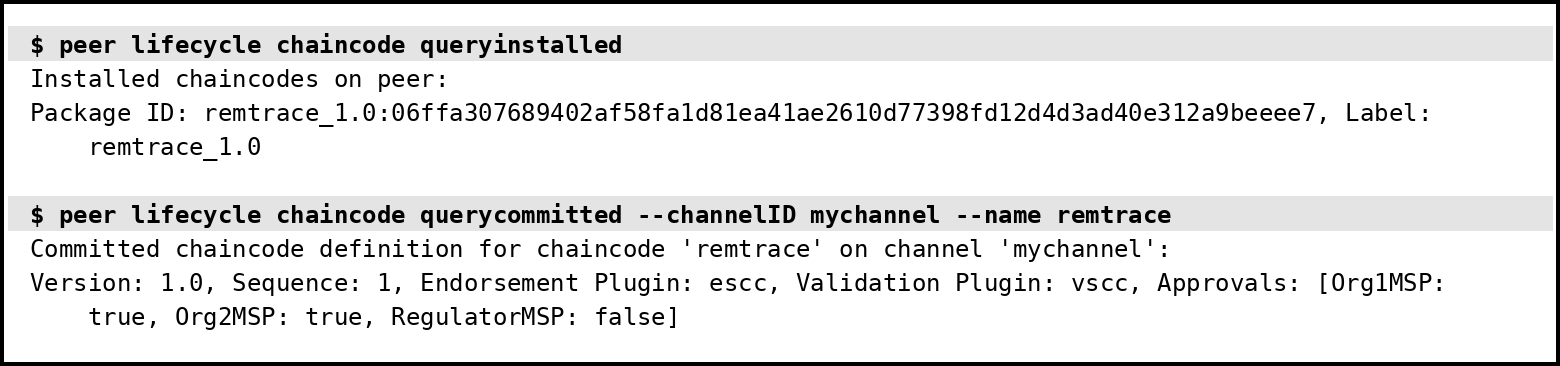 $ peer lifecycle chaincode queryinstalled
Installed chaincodes on peer:
Package ID: remtrace_1.0:06ffa307689402af58fa1d81ea41ae2610d77398fd12d4d3ad40e312a9beeee7, Label:
remtrace_1.0
$ peer lifecycle chaincode querycommitted --channelID mychannel --name remtrace
Committed chaincode definition for chaincode 'remtrace' on channel 'mychannel':
Version: 1.0, Sequence: 1, Endorsement Plugin: escc, Validation Plugin: vscc, Approvals: [Org1MSP:
true, Org2MSP: true, RegulatorMSP: false]